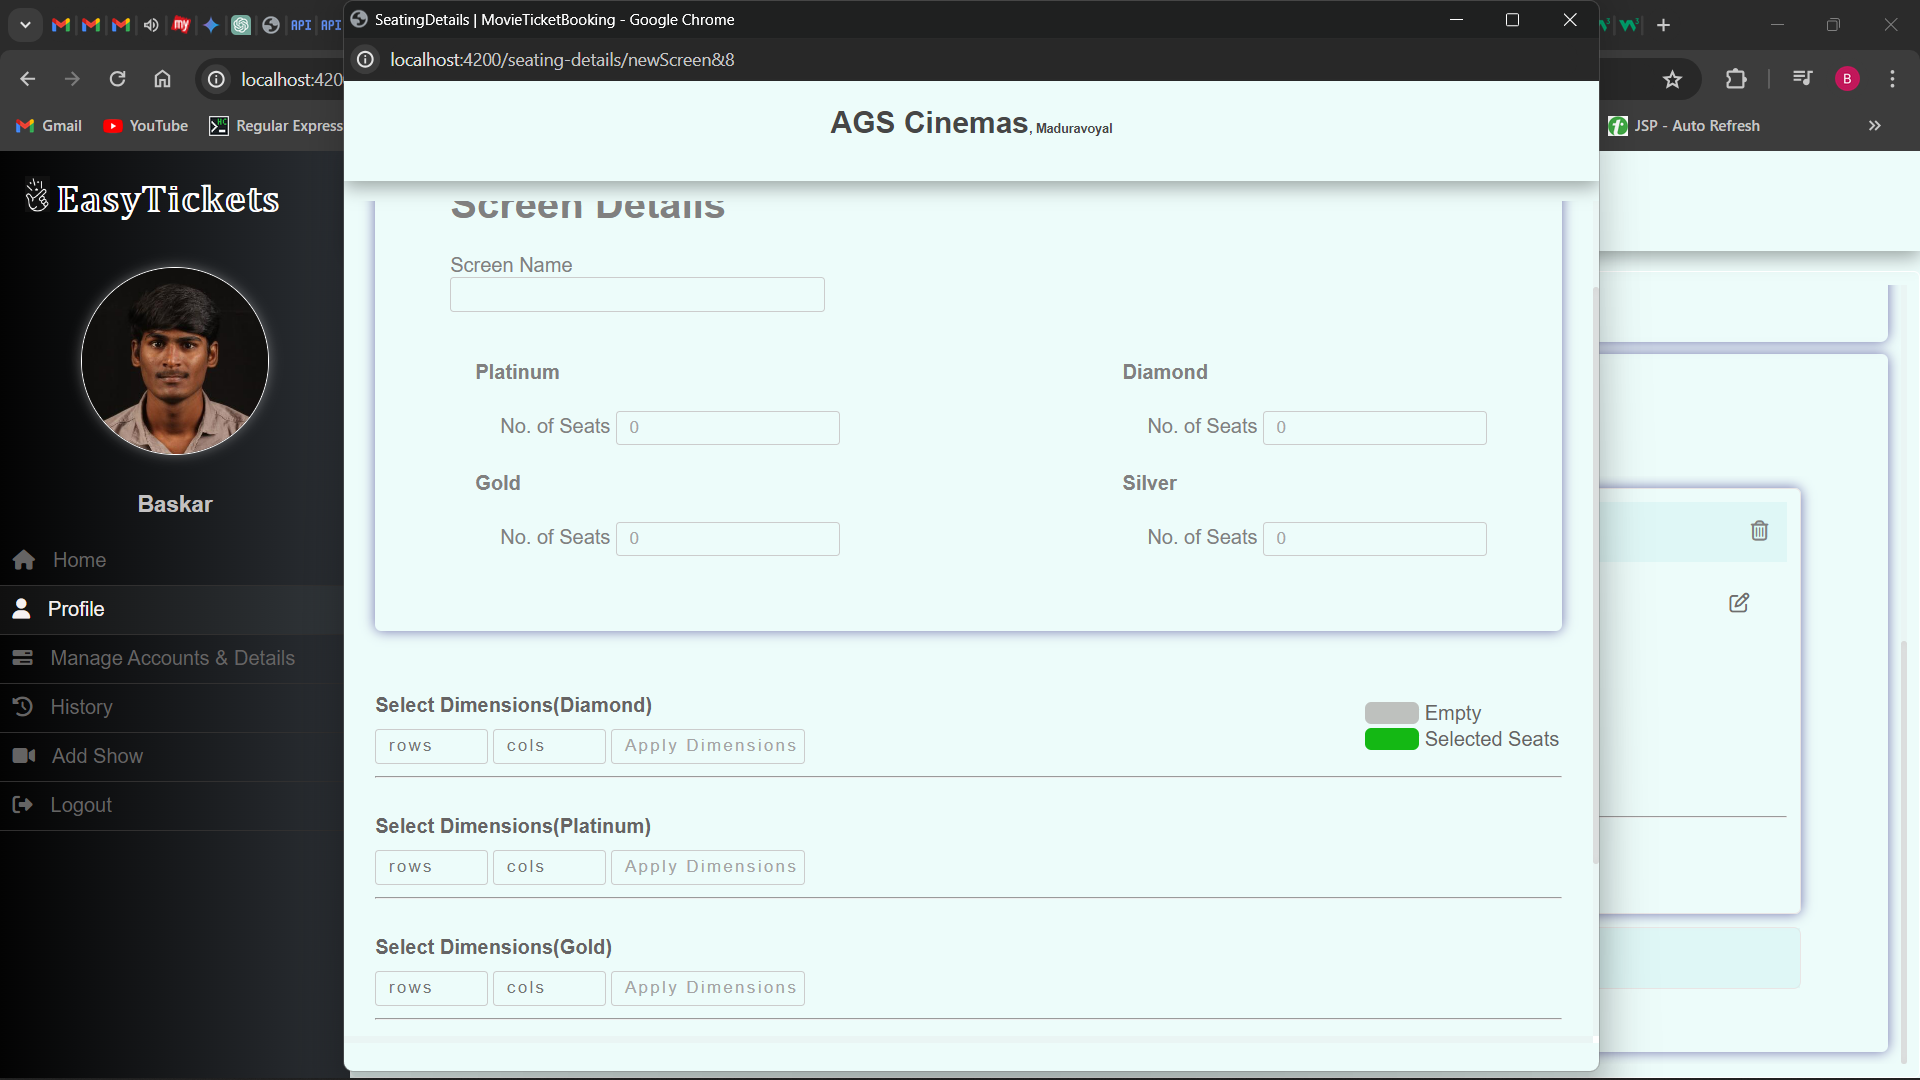 SeatingDetails | MovieTicketBooking - Google Chrome
my
API
API
localhost:4200/seating-details/newScreen&8
localhost:420
B
Gmail
YouTube
Regular Express
JSP - Auto Refresh
AGS Cinemas, Maduravoyal
EasyTickets
Baskar
Home
Profile
Manage Accounts & Details
History
Add Show
Logout
Screen Details
Screen Name
Platinum
Diamond
No. of Seats 0
No. of Seats 0
Gold
Silver
No. of Seats 0
No. of Seats 0
Select Dimensions(Diamond)
rows cols Apply Dimensions
Empty
Selected Seats
Select Dimensions(Platinum)
rows cols Apply Dimensions
Select Dimensions(Gold)
rows cols Apply Dimensions